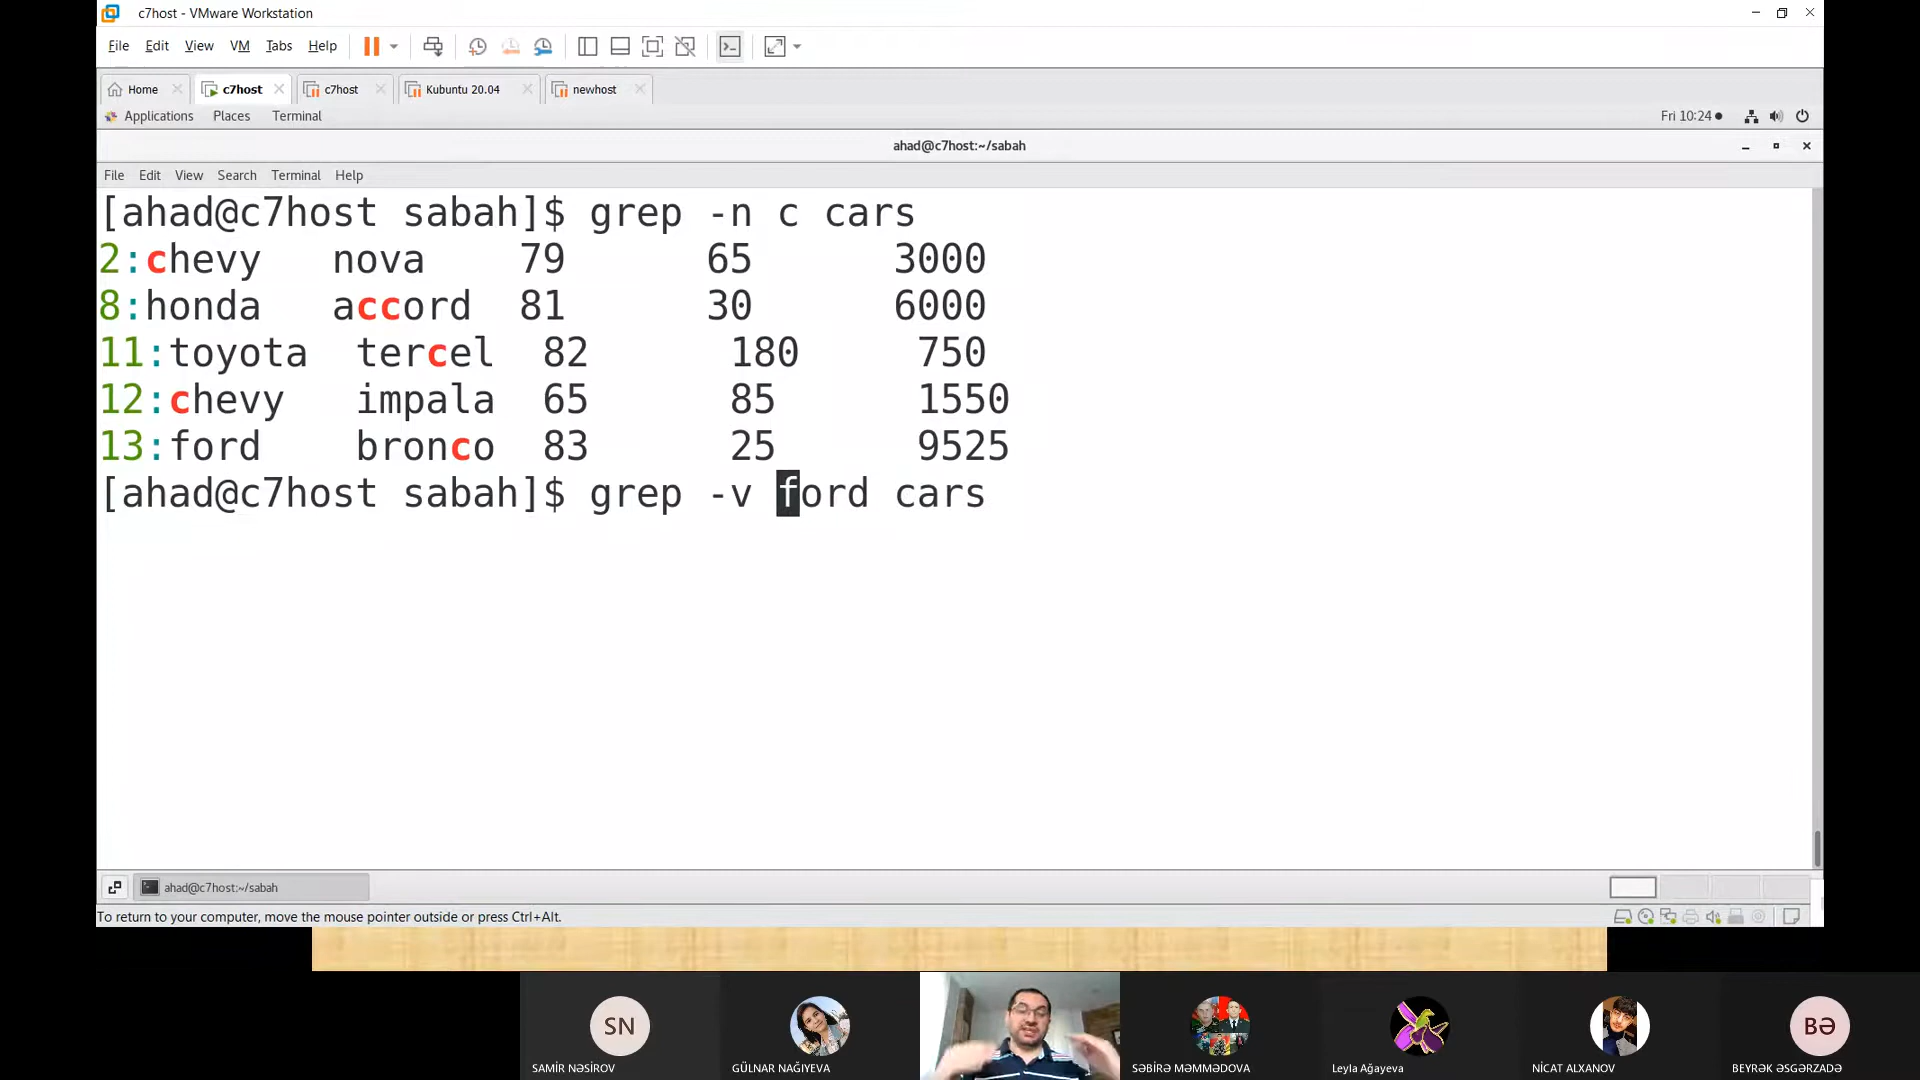 c7host - VMware Workstation
File Edit View VM Tabs Help
Home c7host c7host Kubuntu 20.04 newhost
Applications Places Terminal Fri 10:24
ahad@c7host:~/sabah
File Edit View Search Terminal Help
[ahad@c7host sabah]$ grep -n c cars
2:chevy nova 79 65 3000
8:honda accord 81 30 6000
11:toyota tercel 82 180 750
12:chevy impala 65 85 1550
13:ford bronco 83 25 9525
[ahad@c7host sabah]$ grep -v ford cars
ahad@c7host:~/sabah
To return to your computer, move the mouse pointer outside or press Ctrl+Alt.
SN BƏ
SAMİR NƏSİROV GÜLNAR NAĞIYEVA SƏBİRƏ MƏMMƏDOVA Leyla Ağayeva NİCAT ALXANOV BEYRƏK ƏSGƏRZADƏ